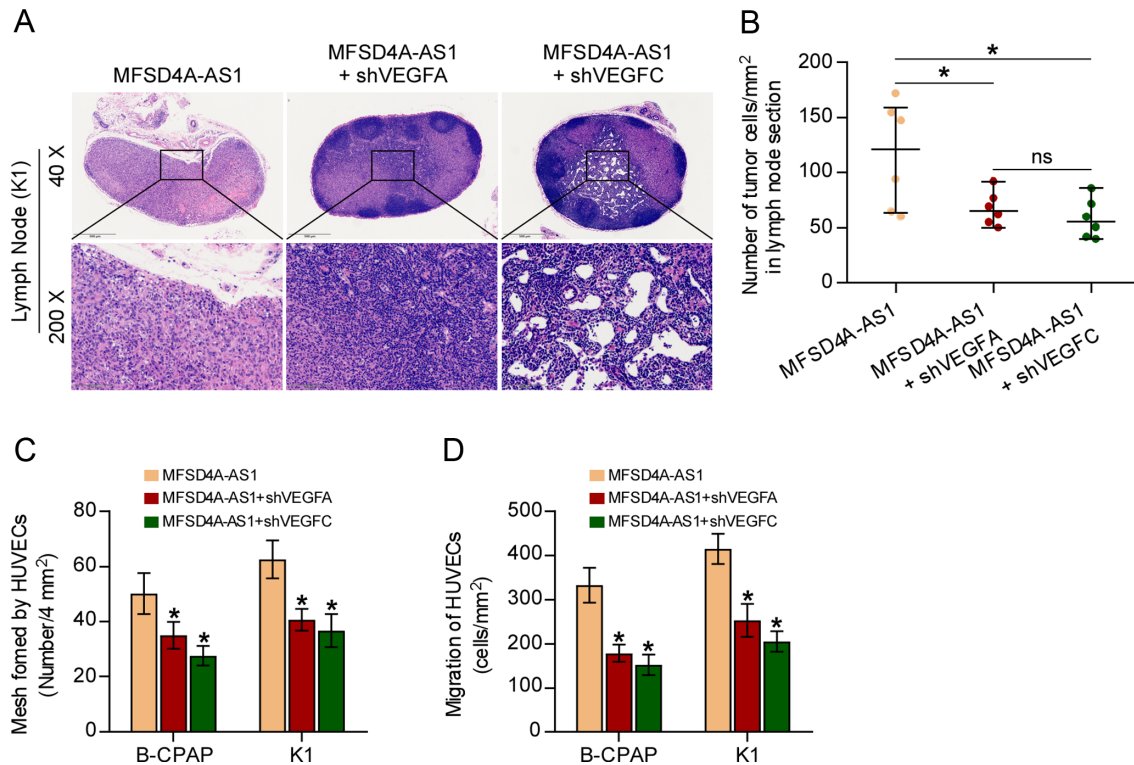 A
MFSD4A-AS1
MFSD4A-AS1
+ shVEGFA
MFSD4A-AS1
+ shVEGFC
Lymph Node (K1)
40 X
200 X
B
Number of tumor cells/mm²
in lymph node section
200
150
100
50
0
*
*
ns
MFSD4A-AS1
MFSD4A-AS1
+ shVEGFA
MFSD4A-AS1
+ shVEGFC
C
MFSD4A-AS1
MFSD4A-AS1+shVEGFA
MFSD4A-AS1+shVEGFC
Mesh fomed by HUVECs
(Number/4 mm²)
80
60
40
20
0
*
*
*
*
B-CPAP
K1
D
MFSD4A-AS1
MFSD4A-AS1+shVEGFA
MFSD4A-AS1+shVEGFC
Migration of HUVECs
(cells/mm²)
500
400
300
200
100
0
*
*
*
*
B-CPAP
K1